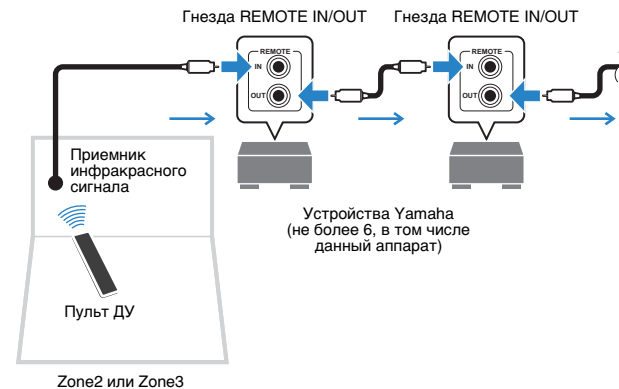 Гнезда REMOTE IN/OUT
Гнезда REMOTE IN/OUT
REMOTE
IN
OUT
REMOTE
IN
OUT
Приемник
инфракрасного
сигнала
Устройства Yamaha
(не более 6, в том числе
данный аппарат)
Пульт ДУ
Zone2 или Zone3